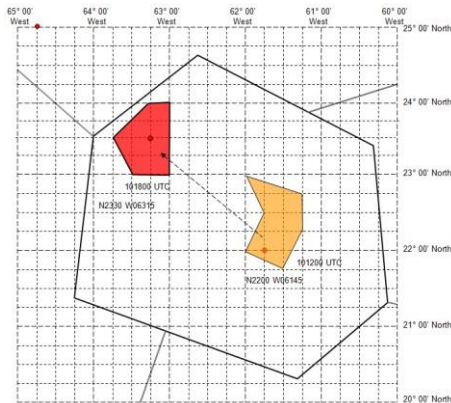 65° 00'
West
64° 00'
West
63° 00'
West
62° 00'
West
61° 00'
West
60° 00'
West
25° 00' North
24° 00' North
23° 00' North
22° 00' North
21° 00' North
20° 00' North
101800 UTC
N2330 W06315
101200 UTC
N2200 W06145